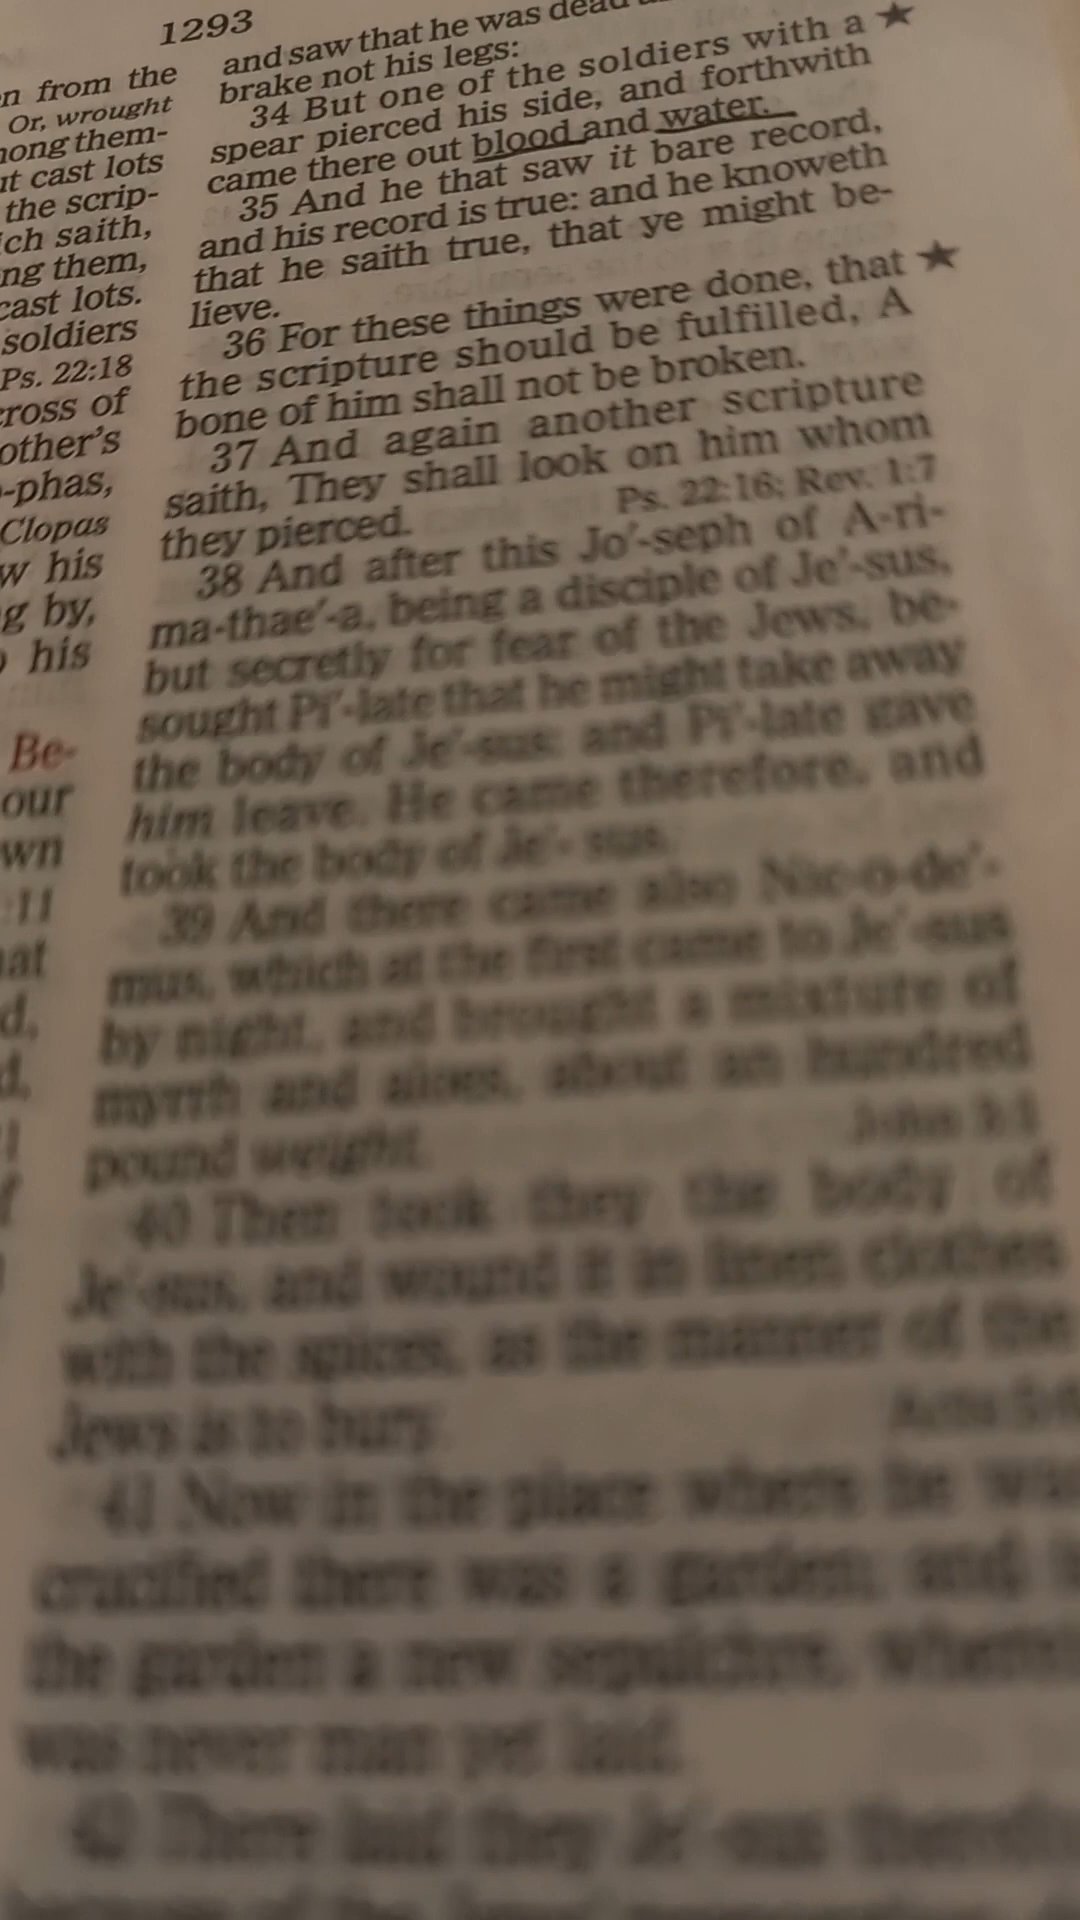 1293
n from the
Or, wrought
nong them-
ut cast lots
the scrip-
ich saith,
ng them,
cast lots.
soldiers
Ps. 22:18
cross of
other's
-phas,
Clopas
w his
g by,
his
Be-
our
wn
:11
hat
d,
d,
and saw that he was dead
brake not his legs:
34 But one of the soldiers with a ★
spear pierced his side, and forthwith
came there out blood and water.
35 And he that saw it bare record,
and his record is true: and he knoweth
that he saith true, that ye might be-
lieve.
36 For these things were done, that ★
the scripture should be fulfilled, A
bone of him shall not be broken.
37 And again another scripture
saith, They shall look on him whom
they pierced. Ps. 22:16; Rev. 1:7
38 And after this Jo′-seph of A-ri-
ma-thae′-a, being a disciple of Je′-sus,
but secretly for fear of the Jews, be-
sought Pi′-late that he might take away
the body of Je′-sus: and Pi′-late gave
him leave. He came therefore, and
took the body of Je′-sus.
39 And there came also Nic-o-de′-
mus, which at the first came to Je′-sus
by night, and brought a mixture of
myrrh and aloes, about an hundred
pound weight. John 3:1
40 Then took they the body of
Je′-sus, and wound it in linen clothes
with the spices, as the manner of the
Jews is to bury. Acts
41 Now in the place where he was
crucified there was a garden; and
the garden a new sepulchre,
was never man yet laid.
42 There laid they Je′-sus